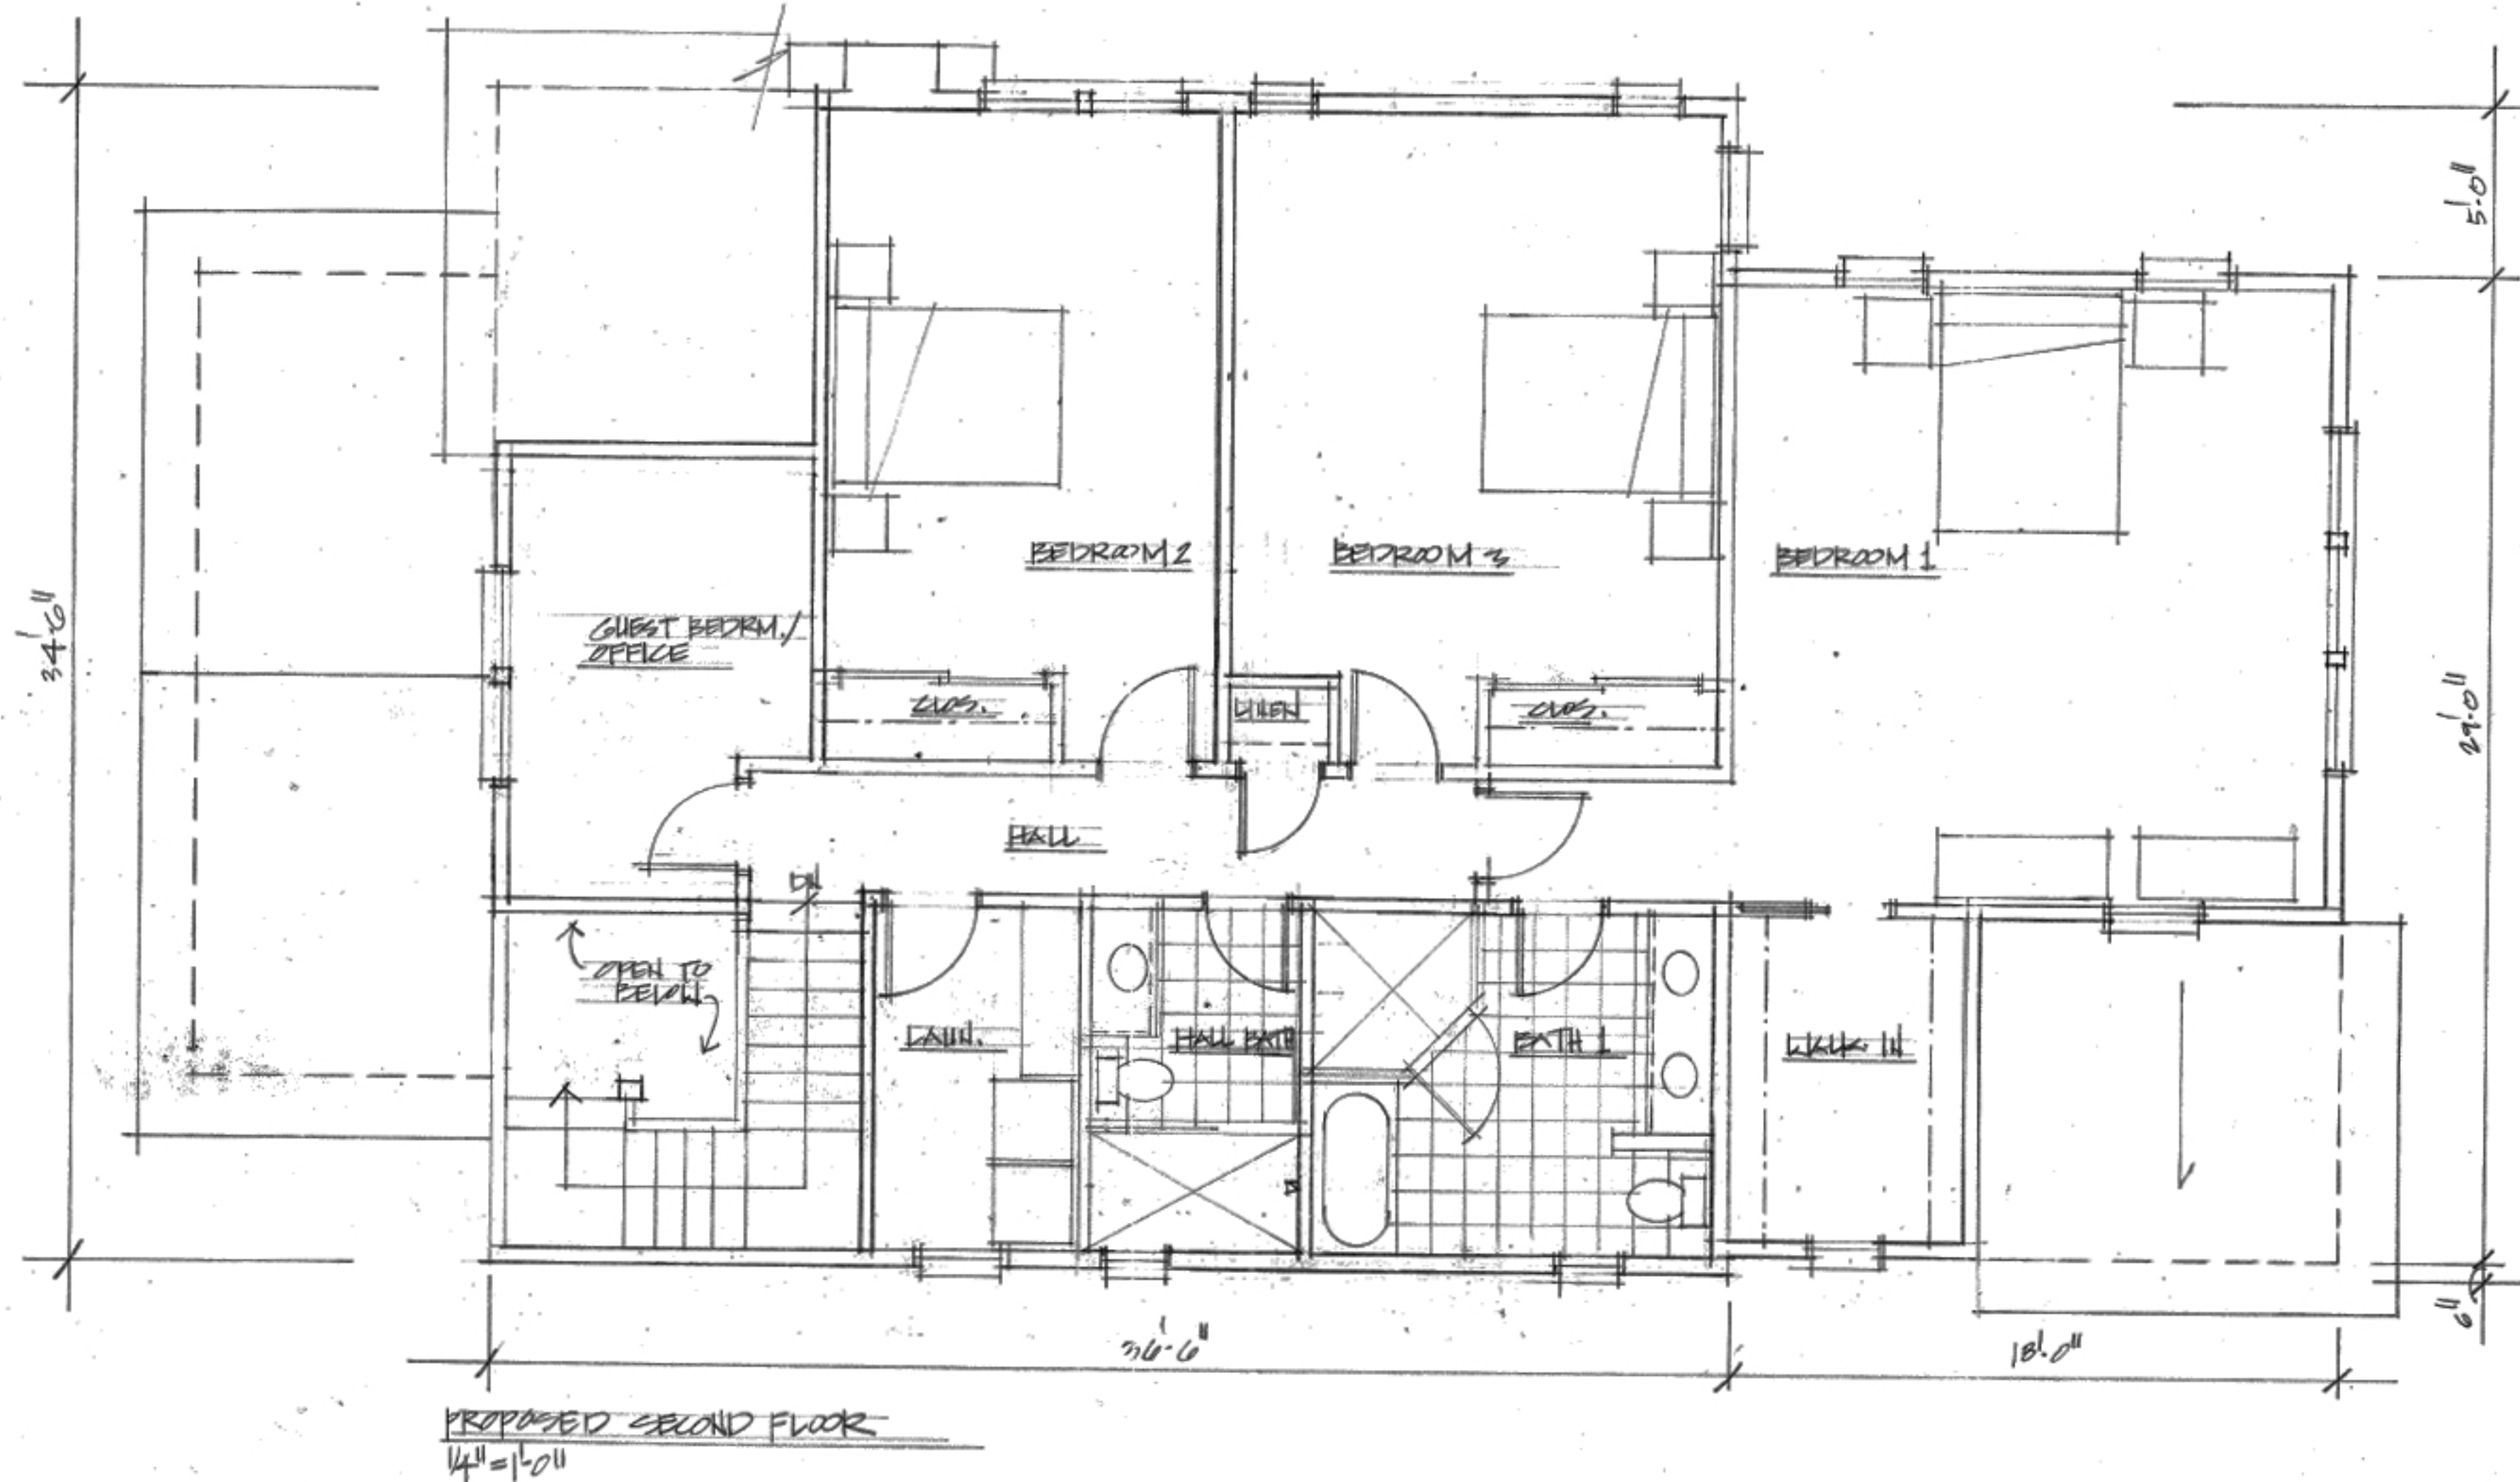 5'-0"
BEDROOM 2
BEDROOM 3
BEDROOM 1
34'-6"
GUEST BEDRM./
OFFICE
CLOS.
LINEN
CLOS.
29'-0"
HALL
DN
OPEN TO
BELOW
LAUN.
HALL BATH
BATH 1
WALK IN
6"
36'-6"
18'-0"
PROPOSED SECOND FLOOR
1/4"=1'-0"